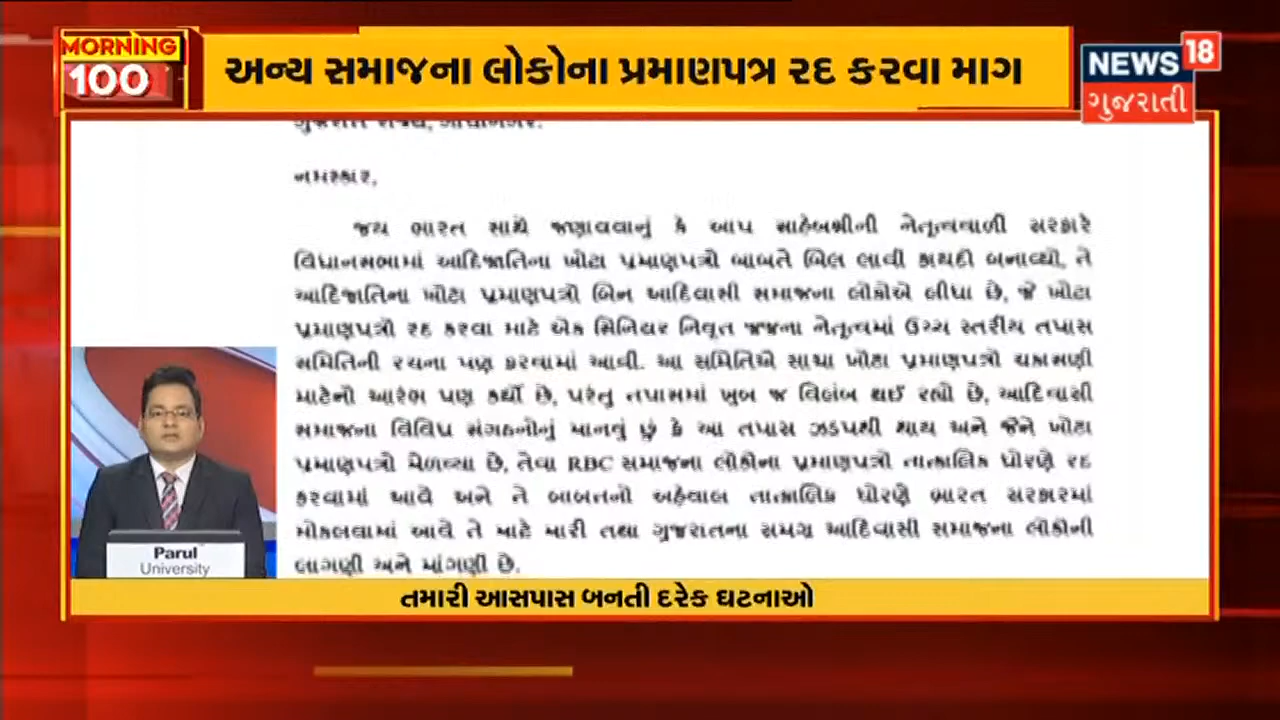 MORNING
100
અન્ય સમાજના લોકોના પ્રમાણપત્ર રદ કરવા માગ
NEWS 18
ગુજરાતી
ગુજરાત રાજ્ય, ગાંધીનગર.
નમસ્કાર,
જય ભારત સાથે જણાવવાનું કે આપ સાહેબશ્રીની નેતૃત્વવાળી સરકારે
વિધાનસભામાં આદિજાતિના ખોટા પ્રમાણપત્રો બાબતે બિલ લાવી કાયદો બનાવ્યો, તે
આદિજાતિના ખોટા પ્રમાણપત્રો બિન આદિવાસી સમાજના લોકોએ લીધા છે, જે ખોટા
પ્રમાણપત્રો રદ કરવા માટે એક સિનિયર નિવૃત જજના નેતૃત્વમાં ઉચ્ચ સ્તરીય તપાસ
સમિતિની રચના પણ કરવામાં આવી. આ સમિતિએ સાચા ખોટા પ્રમાણપત્રો ચકાસણી
માટેનો આરંભ પણ કર્યો છે, પરંતુ તપાસમાં ખુબ જ વિલંબ થઈ રહ્યો છે, આદિવાસી
સમાજના વિવિધ સંગઠનોનું માનવું છું કે આ તપાસ ઝડપથી થાય અને જેને ખોટા
પ્રમાણપત્રો મેળવ્યા છે, તેવા RBC સમાજના લોકોના પ્રમાણપત્રો તાત્કાલિક ધોરણે રદ
કરવામાં આવે અને તે બાબતનો અહેવાલ તાત્કાલિક ધોરણે ભારત સરકારમાં
મોકલવામાં આવે તે માટે મારી તથા ગુજરાતના સમગ્ર આદિવાસી સમાજના લોકોની
લાગણી અને માંગણી છે.
Parul
University
તમારી આસપાસ બનતી દરેક ઘટનાઓ